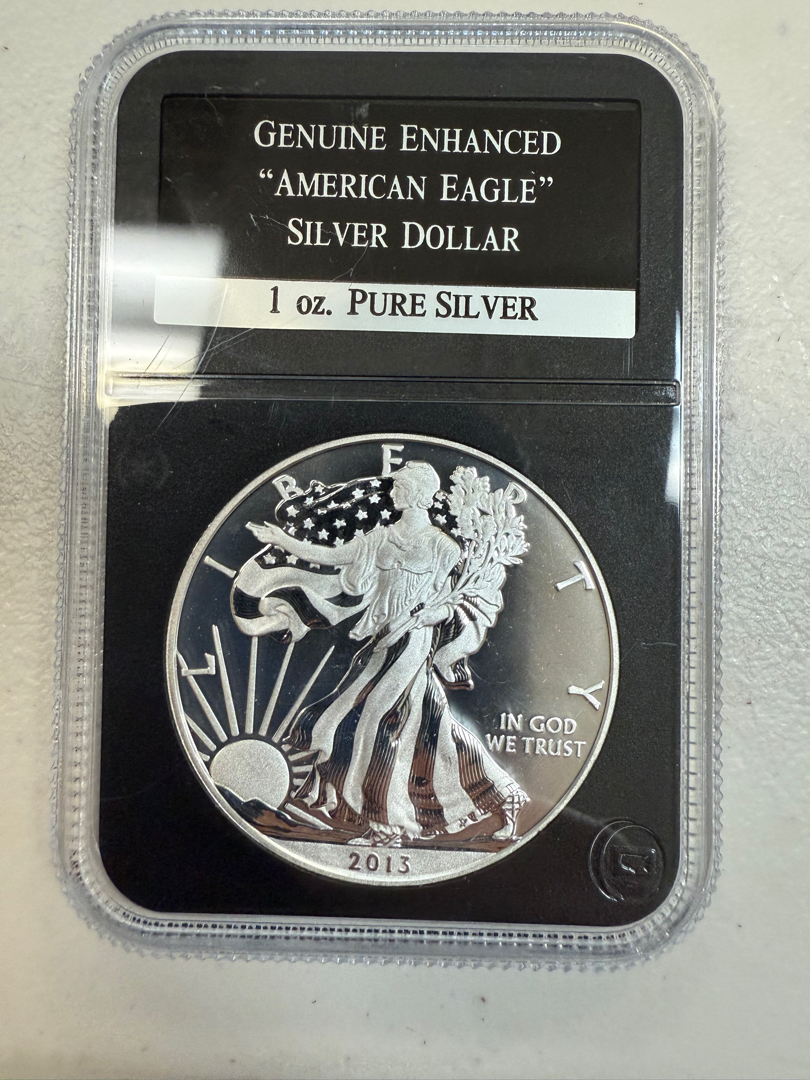 GENUINE ENHANCED
“AMERICAN EAGLE”
SILVER DOLLAR
1 oz. PURE SILVER
LIBERTY
IN GOD
WE TRUST
2013